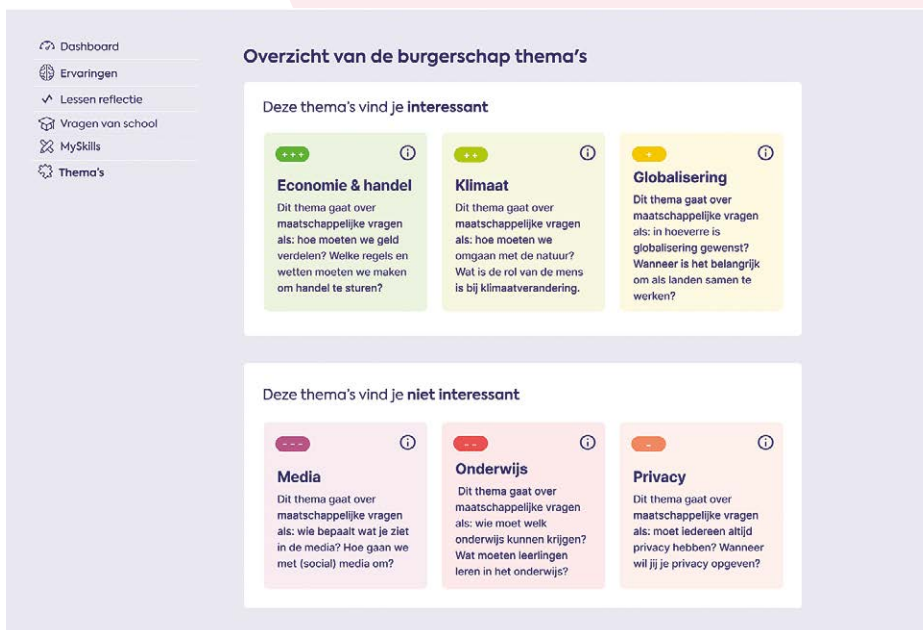 Dashboard
Ervaringen
Lessen reflectie
Vragen van school
MySkills
Thema's
Overzicht van de burgerschap thema's
Deze thema's vind je interessant
+++
Economie & handel
Dit thema gaat over
maatschappelijke vragen
als: hoe moeten we geld
verdelen? Welke regels en
wetten moeten we maken
om handel te sturen?
++
Klimaat
Dit thema gaat over
maatschappelijke vragen
als: hoe moeten we
omgaan met de natuur?
Wat is de rol van de mens
is bij klimaatverandering.
+
Globalisering
Dit thema gaat over
maatschappelijke vragen
als: in hoeverre is
globalisering gewenst?
Wanneer is het belangrijk
om als landen samen te
werken?
Deze thema's vind je niet interessant
---
Media
Dit thema gaat over
maatschappelijke vragen
als: wie bepaalt wat je ziet
in de media? Hoe gaan we
met (social) media om?
--
Onderwijs
Dit thema gaat over
maatschappelijke vragen
als: wie moet welk
onderwijs kunnen krijgen?
Wat moeten leerlingen
leren in het onderwijs?
-
Privacy
Dit thema gaat over
maatschappelijke vragen
als: moet iedereen altijd
privacy hebben? Wanneer
wil jij je privacy opgeven?